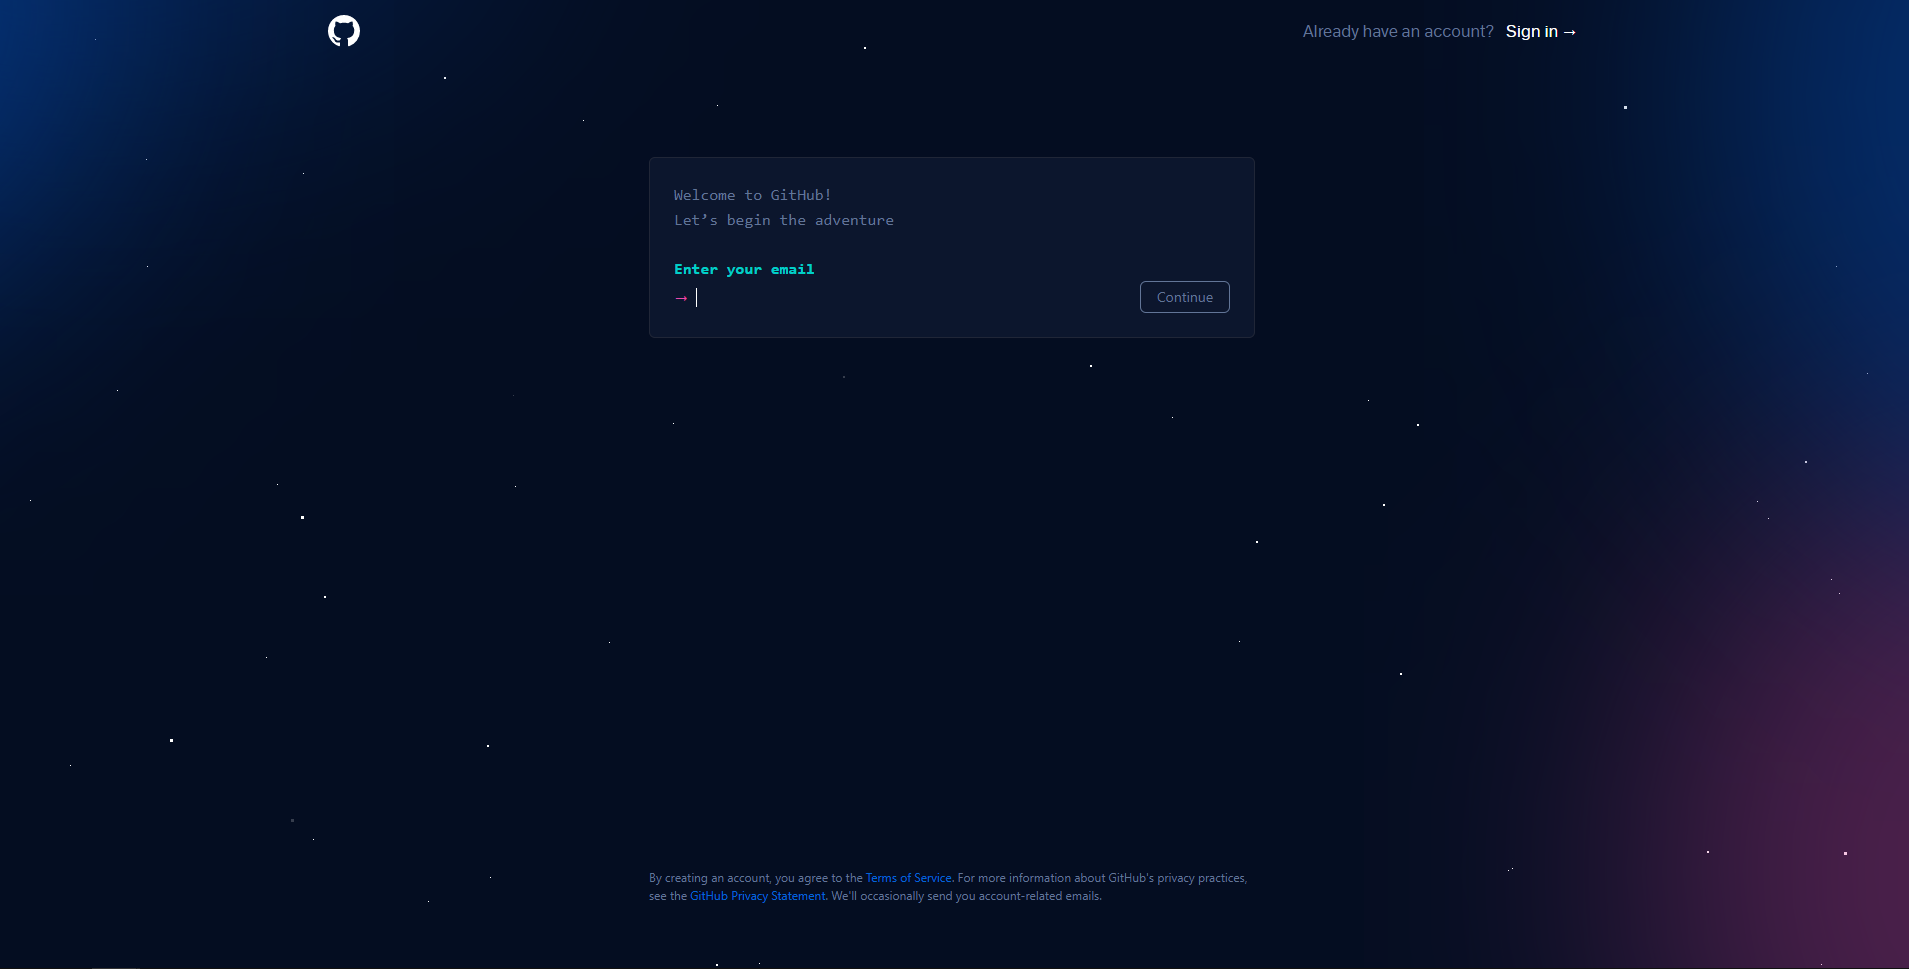 Already have an account? Sign in →
Welcome to GitHub!
Let’s begin the adventure
Enter your email
→
Continue
By creating an account, you agree to the Terms of Service. For more information about GitHub's privacy practices,
see the GitHub Privacy Statement. We'll occasionally send you account-related emails.